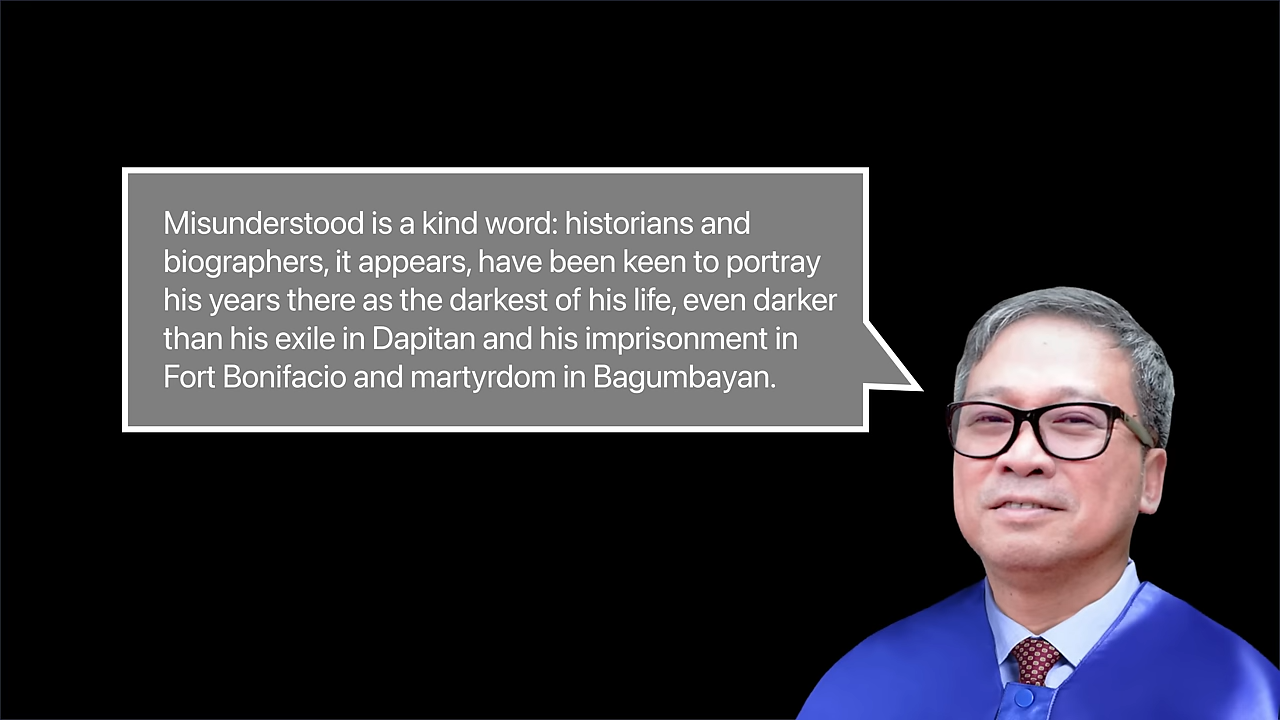 Misunderstood is a kind word: historians and
biographers, it appears, have been keen to portray
his years there as the darkest of his life, even darker
than his exile in Dapitan and his imprisonment in
Fort Bonifacio and martyrdom in Bagumbayan.